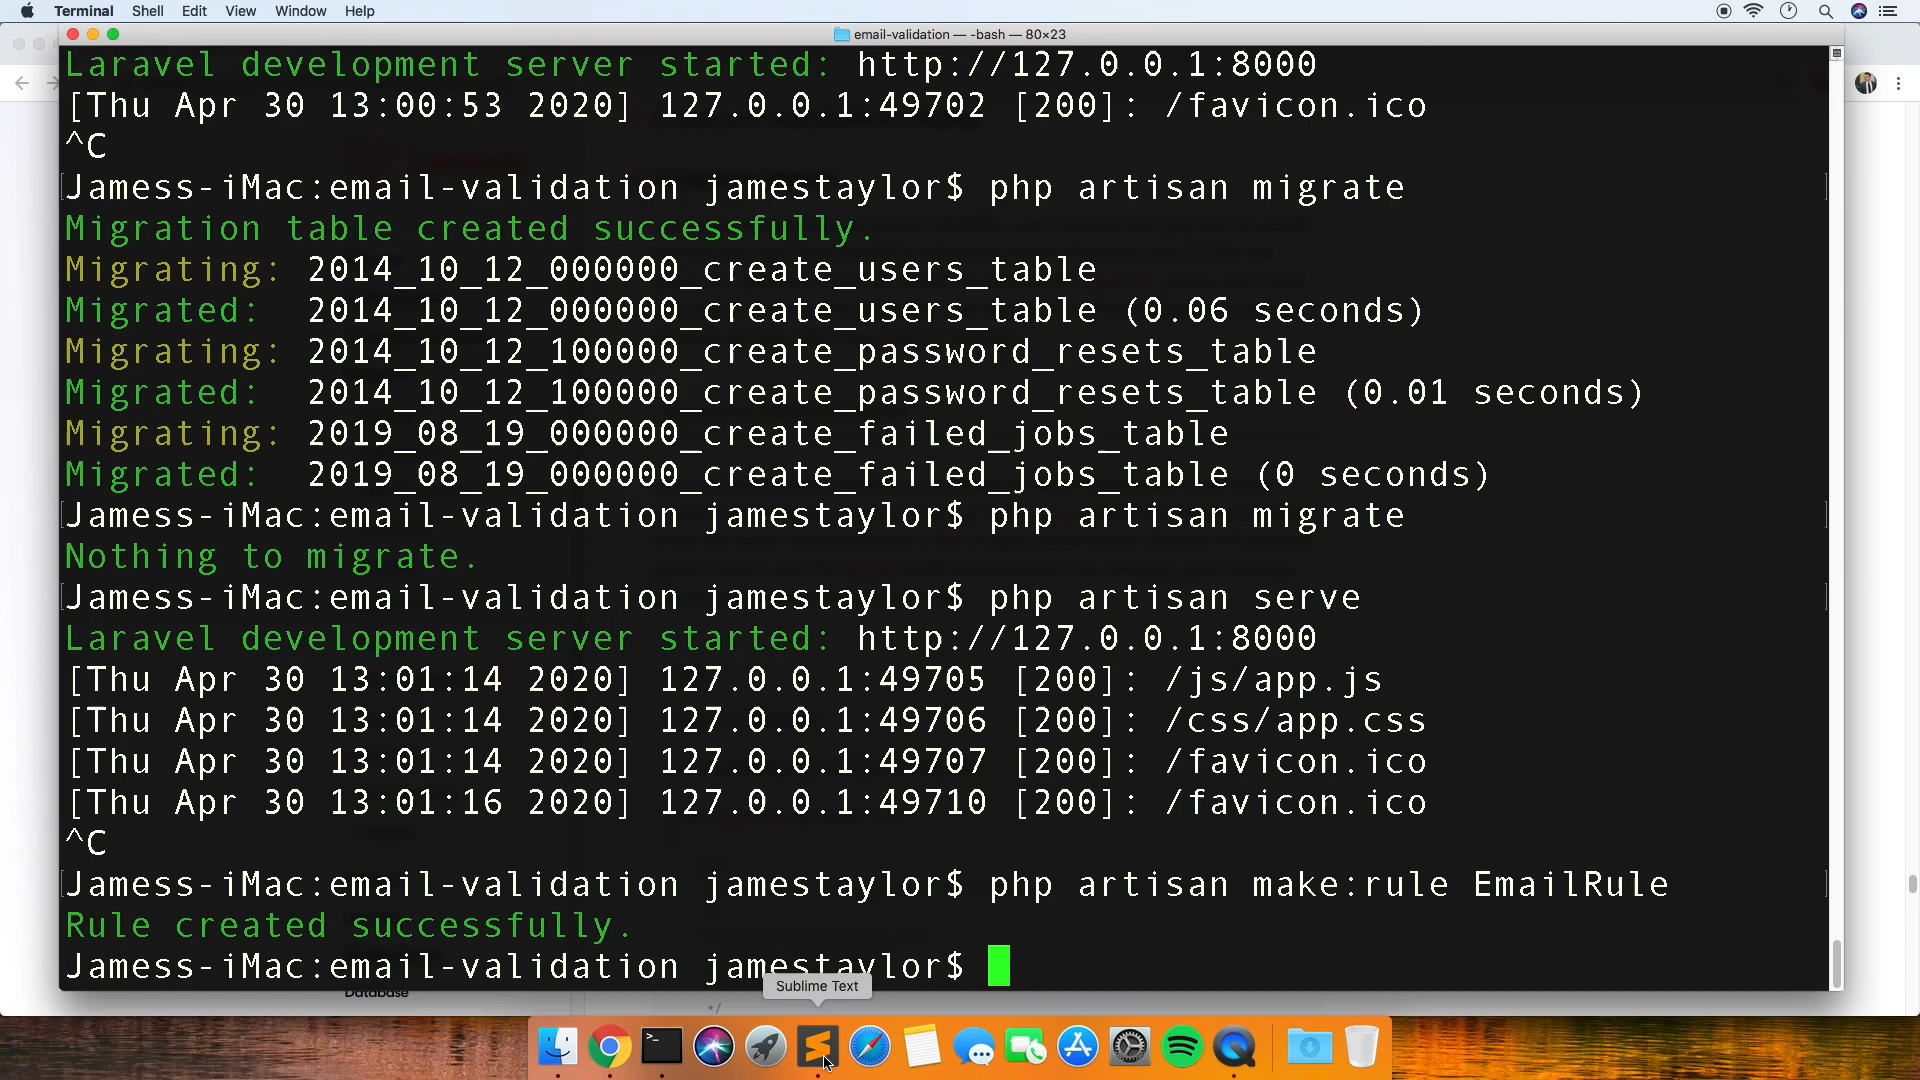 Terminal Shell Edit View Window Help
email-validation — -bash — 80×23
Laravel development server started: http://127.0.0.1:8000
[Thu Apr 30 13:00:53 2020] 127.0.0.1:49702 [200]: /favicon.ico
^C
Jamess-iMac:email-validation jamestaylor$ php artisan migrate
Migration table created successfully.
Migrating: 2014_10_12_000000_create_users_table
Migrated:  2014_10_12_000000_create_users_table (0.06 seconds)
Migrating: 2014_10_12_100000_create_password_resets_table
Migrated:  2014_10_12_100000_create_password_resets_table (0.01 seconds)
Migrating: 2019_08_19_000000_create_failed_jobs_table
Migrated:  2019_08_19_000000_create_failed_jobs_table (0 seconds)
Jamess-iMac:email-validation jamestaylor$ php artisan migrate
Nothing to migrate.
Jamess-iMac:email-validation jamestaylor$ php artisan serve
Laravel development server started: http://127.0.0.1:8000
[Thu Apr 30 13:01:14 2020] 127.0.0.1:49705 [200]: /js/app.js
[Thu Apr 30 13:01:14 2020] 127.0.0.1:49706 [200]: /css/app.css
[Thu Apr 30 13:01:14 2020] 127.0.0.1:49707 [200]: /favicon.ico
[Thu Apr 30 13:01:16 2020] 127.0.0.1:49710 [200]: /favicon.ico
^C
Jamess-iMac:email-validation jamestaylor$ php artisan make:rule EmailRule
Rule created successfully.
Jamess-iMac:email-validation jamestaylor$
Sublime Text
Database
*/